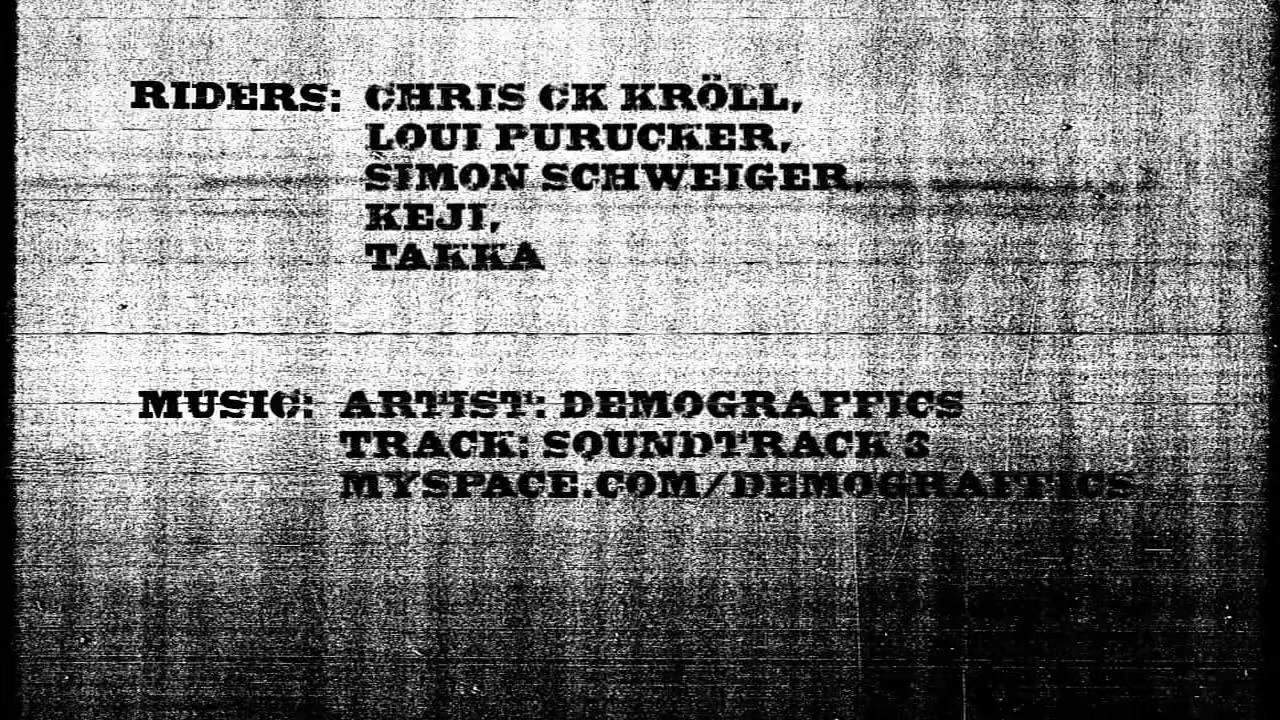 RIDERS: CHRIS CK KRÖLL,
LOUI PURUCKER,
SIMON SCHWEIGER,
KEJI,
TAKKA
MUSIC: ARTIST: DEMOGRAFFICS
TRACK: SOUNDTRACK 3
MYSPACE.COM/DEMOGRAFFICS